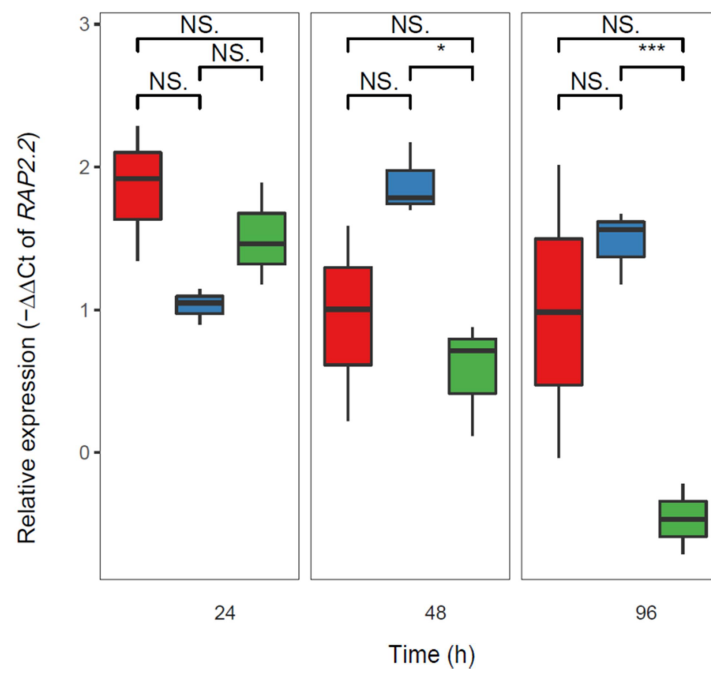 3
2
1
0
Relative expression (−ΔΔCt of RAP2.2)
NS.
NS.
NS.
NS.
*
NS.
NS.
***
NS.
24
48
96
Time (h)